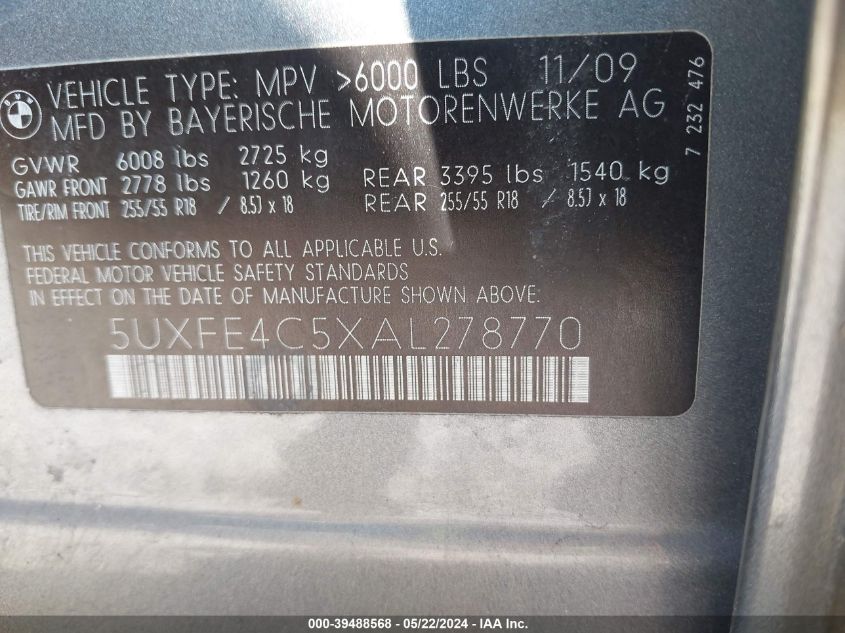 BMW
VEHICLE TYPE: MPV >6000 LBS 11/09
MFD BY BAYERISCHE MOTORENWERKE AG
7 232 476
GVWR 6008 lbs 2725 kg
GAWR FRONT 2778 lbs 1260 kg REAR 3395 lbs 1540 kg
TIRE/RIM FRONT 255/55 R18 / 8.5J x 18 REAR 255/55 R18 / 8.5J x 18
THIS VEHICLE CONFORMS TO ALL APPLICABLE U.S.
FEDERAL MOTOR VEHICLE SAFETY STANDARDS
IN EFFECT ON THE DATE OF MANUFACTURE SHOWN ABOVE:
5UXFE4C5XAL278770
000-39488568 - 05/22/2024 - IAA, Inc.